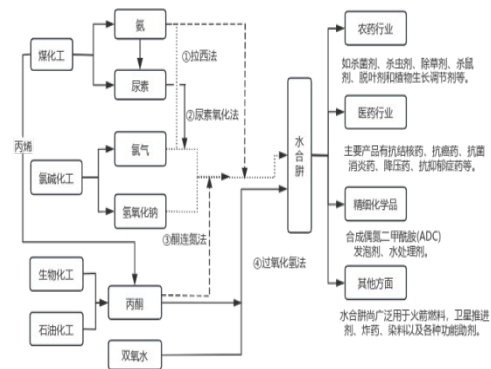 氨
煤化工
①拉西法
尿素
②尿素氧化法
丙烯
氯气
氯碱化工
氢氧化钠
③酮连氮法
④过氧化氢法
生物化工
丙酮
石油化工
双氧水
水合肼
农药行业
如杀菌剂、杀虫剂、除草剂、杀鼠
剂、脱叶剂和植物生长调节剂等。
医药行业
主要产品有抗结核药、抗癌药、抗菌
消炎药、降压药、抗抑郁症药等。
精细化学品
合成偶氮二甲酰胺(ADC)
发泡剂、水处理剂。
其他方面
水合肼尚广泛用于火箭燃料，卫星推进
剂、炸药、染料以及各种功能助剂。